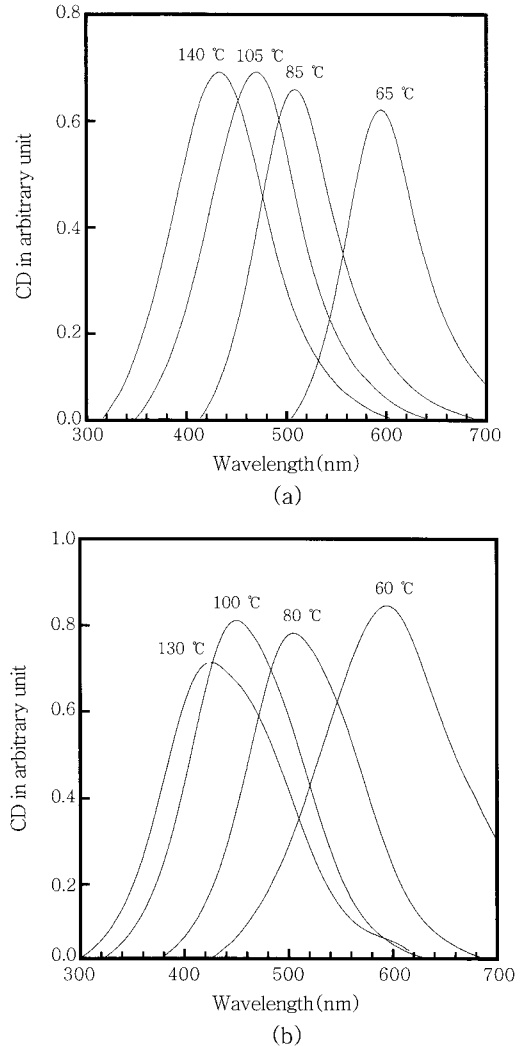 0.8
140 ℃ 105 ℃
85 ℃
65 ℃
0.6
0.4
0.2
0.0
CD in arbitrary unit
300 400 500 600 700
Wavelength(nm)
(a)
1.0
100 ℃
60 ℃
80 ℃
130 ℃
0.8
0.6
0.4
0.2
0.0
CD in arbitrary unit
300 400 500 600 700
Wavelength(nm)
(b)